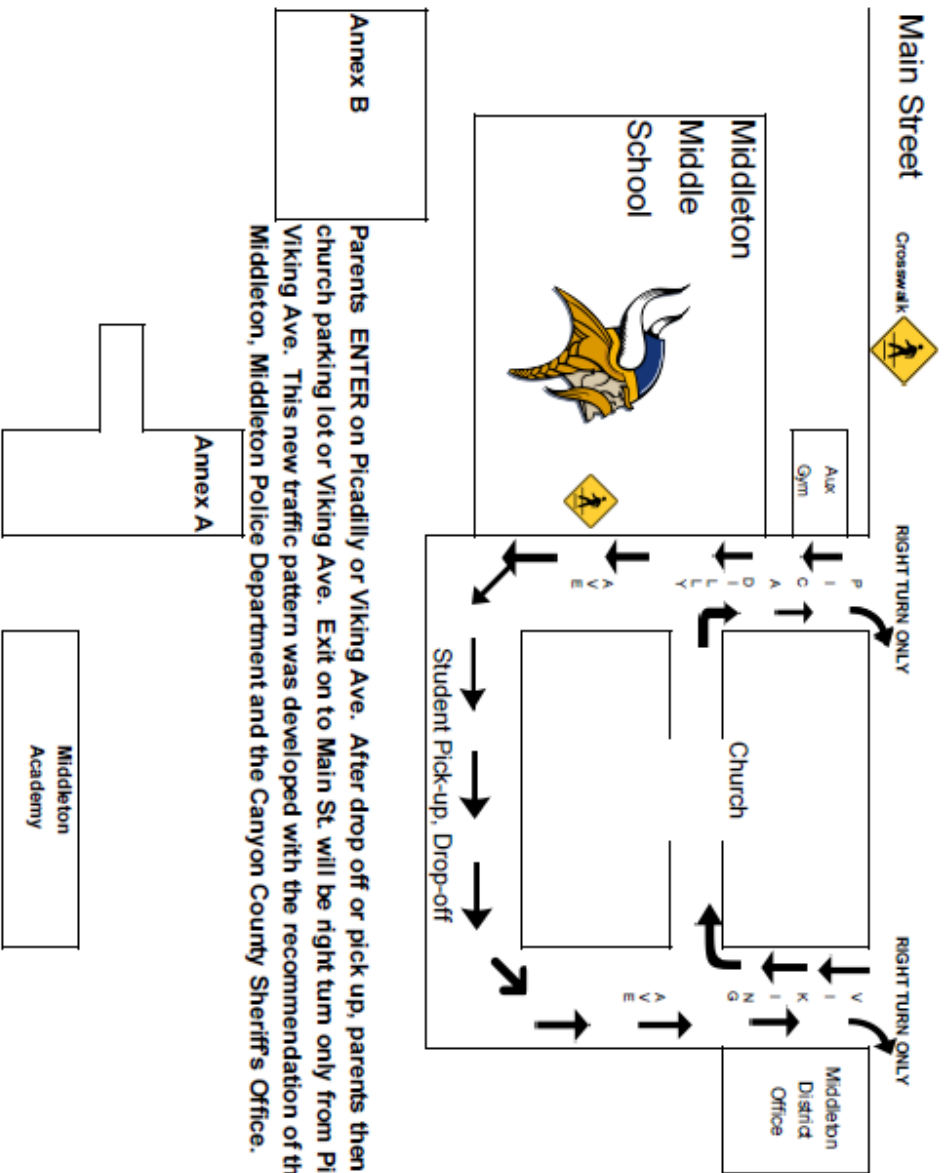 Main Street
Crosswalk
RIGHT TURN ONLY
RIGHT TURN ONLY
Aux
Gym
PICADILLY
AVE
VIKING
AVE
Middleton
District
Office
Middleton
Middle
School
Church
Student Pick-up, Drop-off
Annex B
Parents ENTER on Picadilly or Viking Ave. After drop off or pick up, parents then
church parking lot or Viking Ave. Exit on to Main St. will be right turn only from
Viking Ave. This new traffic pattern was developed with the recommendation of
Middleton, Middleton Police Department and the Canyon County Sheriff's Office.
Annex A
Middleton
Academy